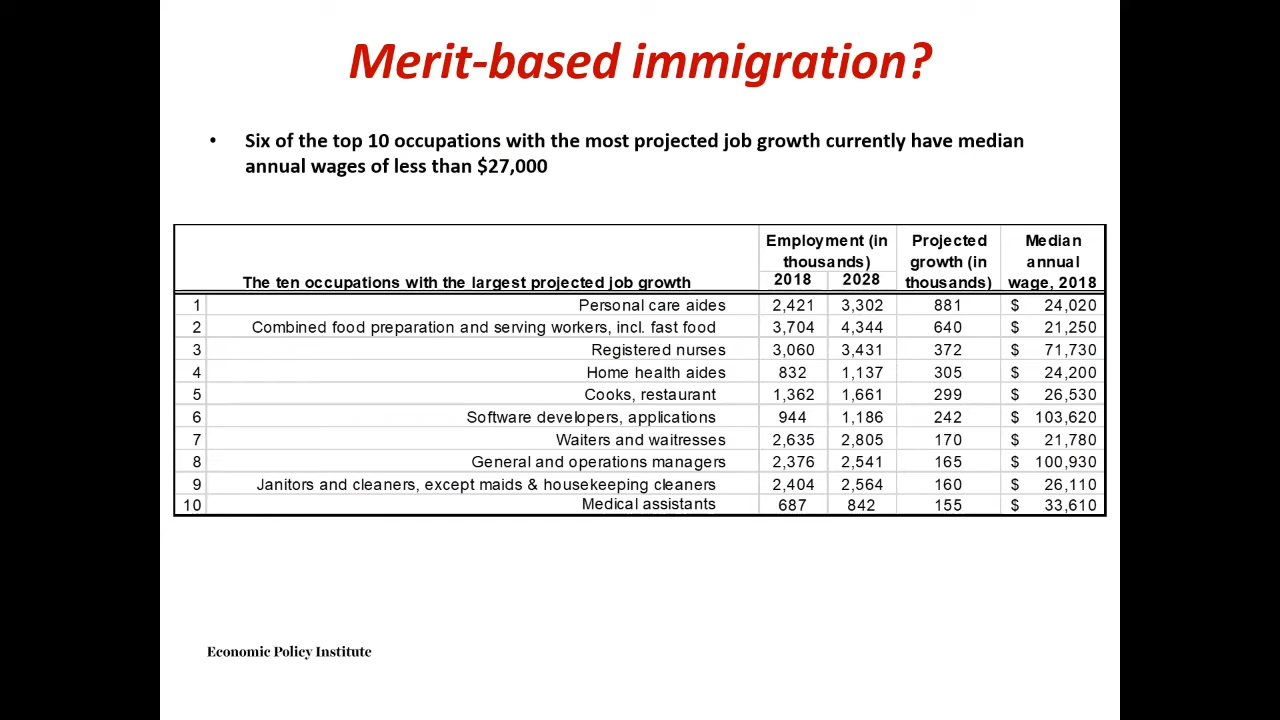 Merit-based immigration?
• Six of the top 10 occupations with the most projected job growth currently have median
annual wages of less than $27,000
The ten occupations with the largest projected job growth Employment (in thousands) 2018 2028 Projected growth (in thousands) Median annual wage, 2018
1 Personal care aides 2,421 3,302 881 $ 24,020
2 Combined food preparation and serving workers, incl. fast food 3,704 4,344 640 $ 21,250
3 Registered nurses 3,060 3,431 372 $ 71,730
4 Home health aides 832 1,137 305 $ 24,200
5 Cooks, restaurant 1,362 1,661 299 $ 26,530
6 Software developers, applications 944 1,186 242 $ 103,620
7 Waiters and waitresses 2,635 2,805 170 $ 21,780
8 General and operations managers 2,376 2,541 165 $ 100,930
9 Janitors and cleaners, except maids & housekeeping cleaners 2,404 2,564 160 $ 26,110
10 Medical assistants 687 842 155 $ 33,610
Economic Policy Institute